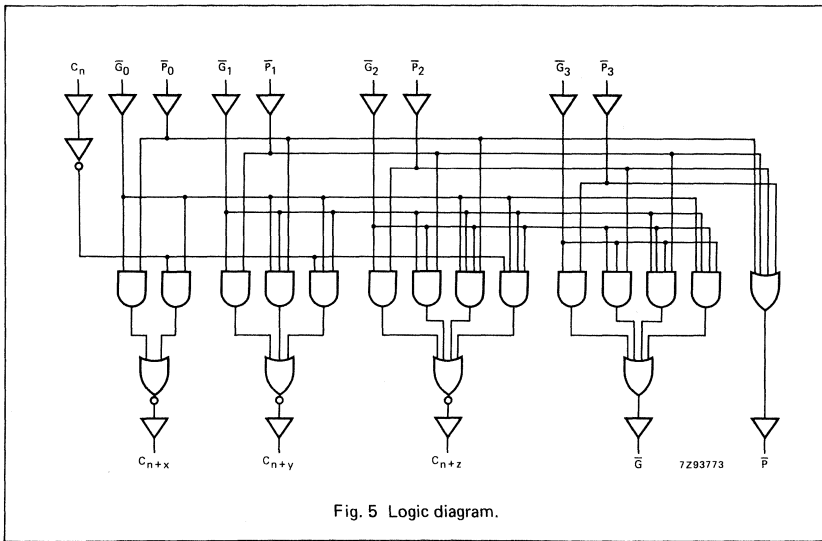 Cn G̅0 P̅0 G̅1 P̅1 G̅2 P̅2 G̅3 P̅3
Cn+x Cn+y Cn+z G̅ 7Z93773 P̅
Fig. 5 Logic diagram.